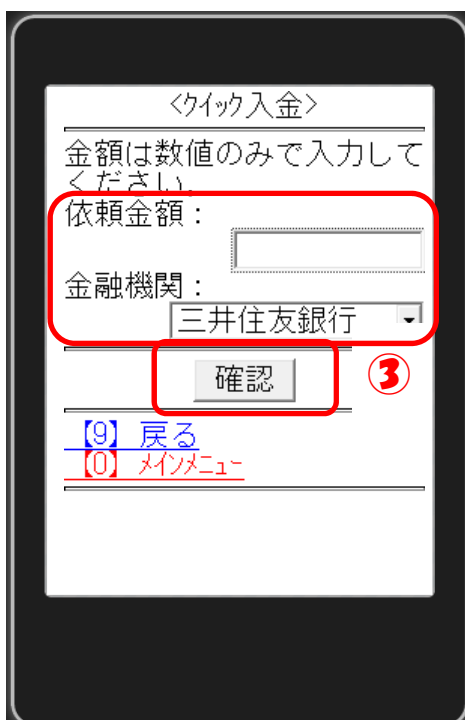 <ｸｲｯｸ入金>
金額は数値のみで入力して
ください。
依頼金額：
金融機関：
三井住友銀行
確認
③
【9】 戻る
【0】 ﾒｲﾝﾒﾆｭｰ